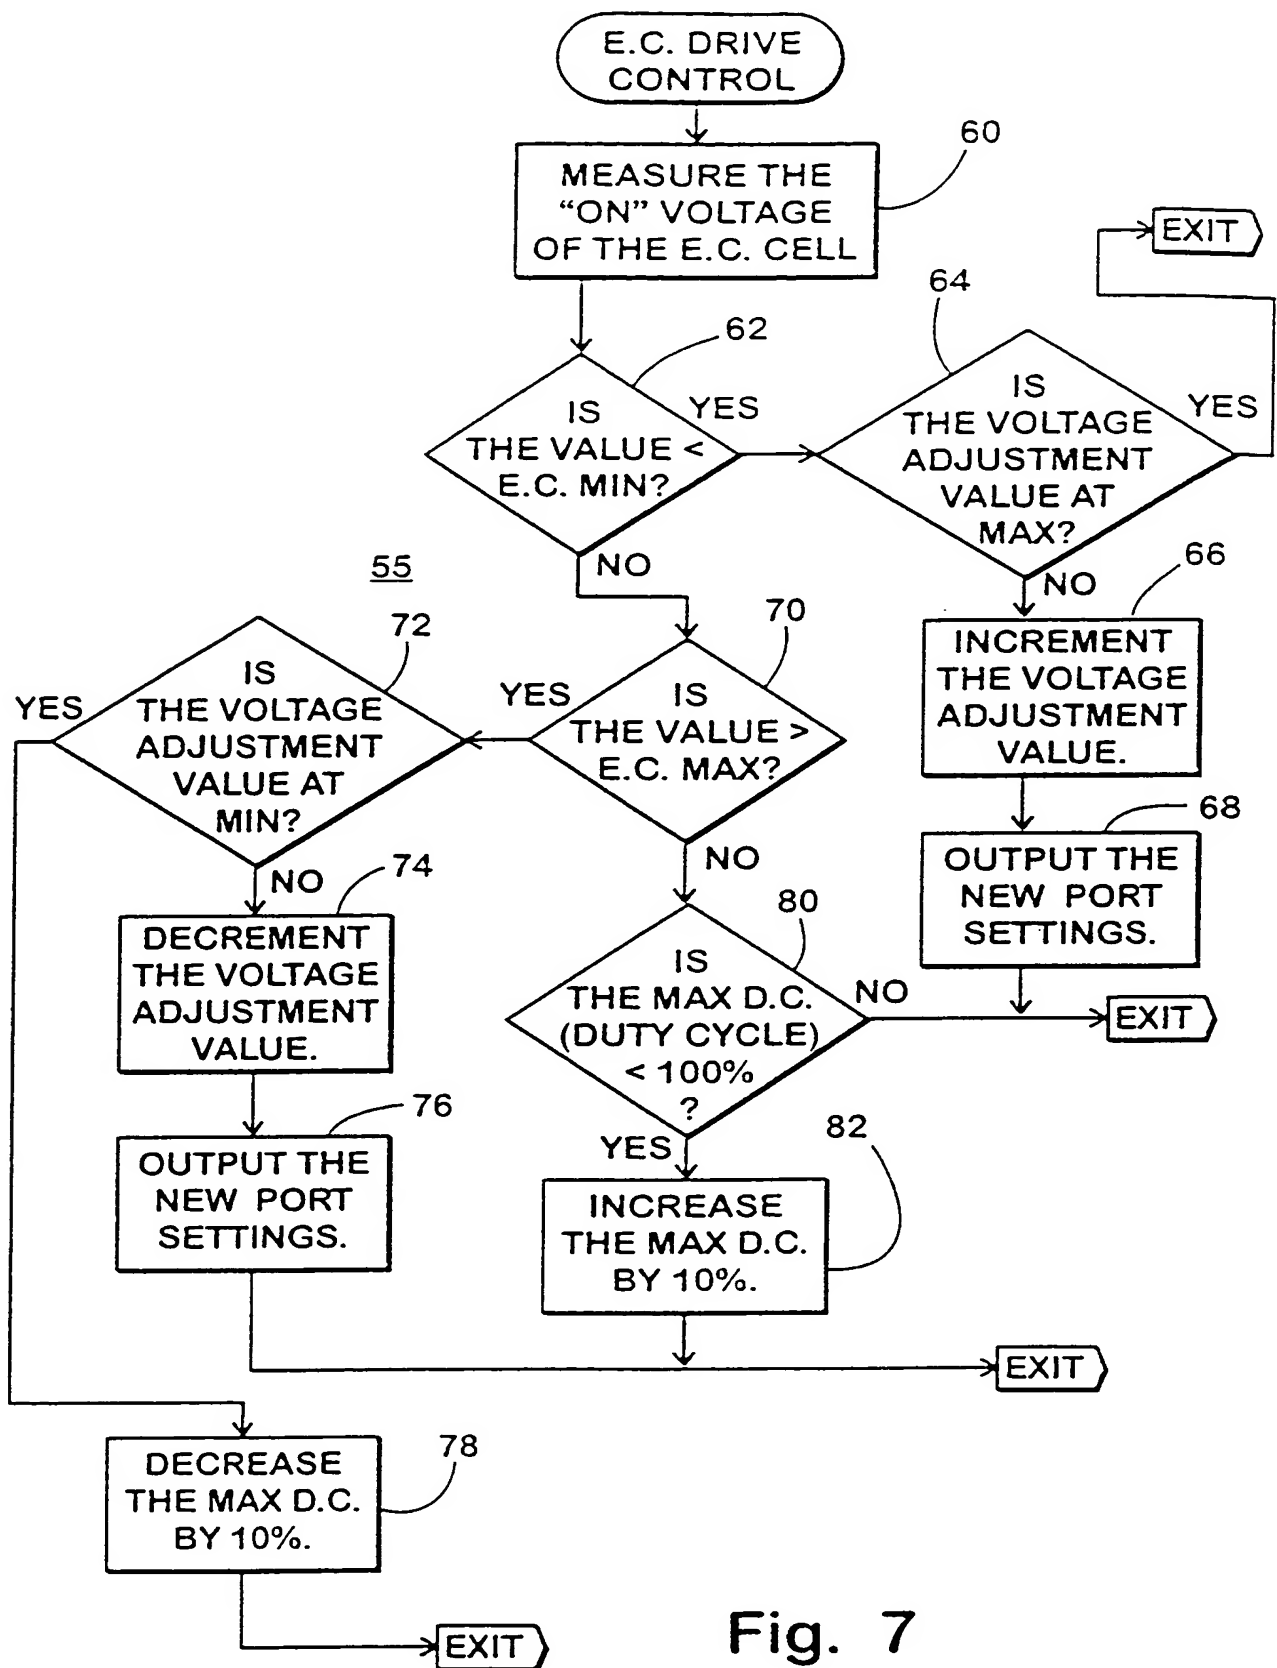 E.C. DRIVE
CONTROL
60
MEASURE THE
“ON” VOLTAGE
OF THE E.C. CELL
EXIT
62
64
IS
THE VALUE <
E.C. MIN?
YES
IS
THE VOLTAGE
ADJUSTMENT
VALUE AT
MAX?
YES
NO
NO
55
66
INCREMENT
THE VOLTAGE
ADJUSTMENT
VALUE.
68
OUTPUT THE
NEW PORT
SETTINGS.
70
IS
THE VALUE >
E.C. MAX?
YES
NO
72
IS
THE VOLTAGE
ADJUSTMENT
VALUE AT
MIN?
YES
NO
74
DECREMENT
THE VOLTAGE
ADJUSTMENT
VALUE.
76
OUTPUT THE
NEW PORT
SETTINGS.
80
IS
THE MAX D.C.
(DUTY CYCLE)
< 100%
?
NO
EXIT
YES
82
INCREASE
THE MAX D.C.
BY 10%.
EXIT
78
DECREASE
THE MAX D.C.
BY 10%.
EXIT
Fig. 7